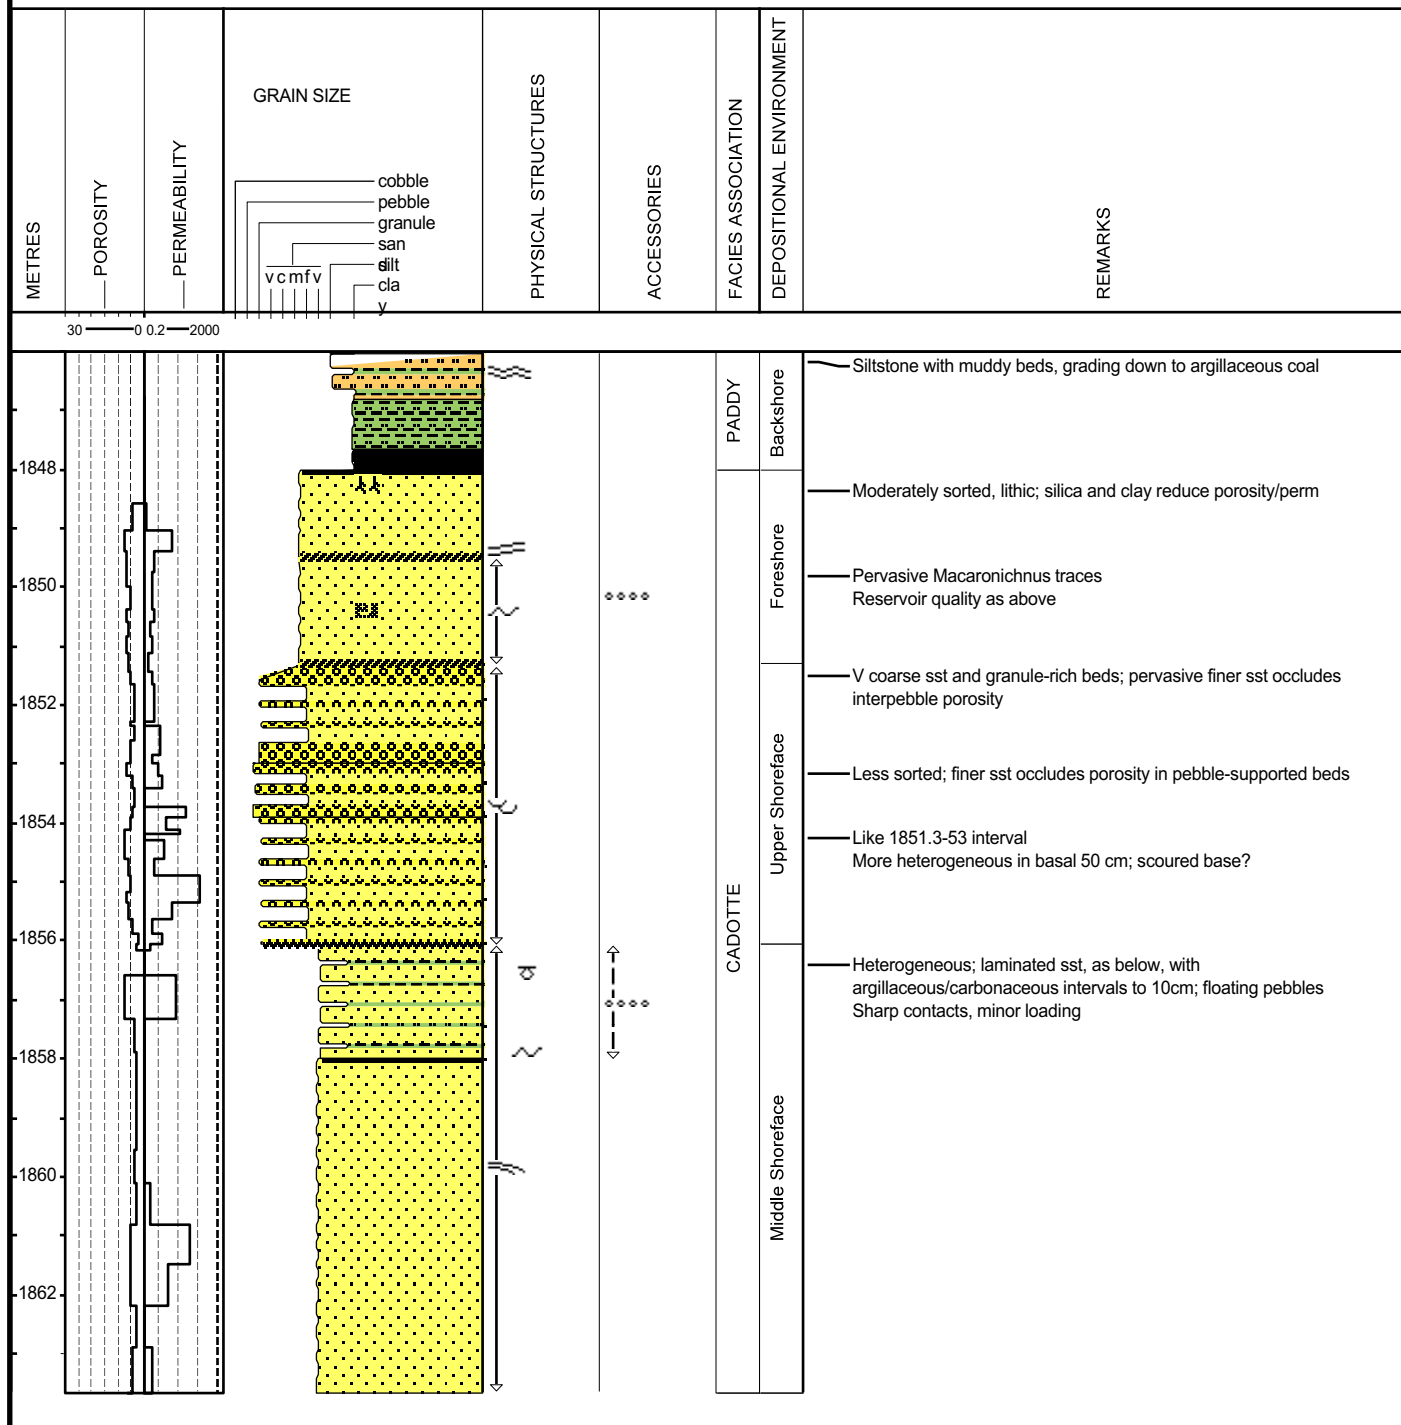 METRES
POROSITY
PERMEABILITY
GRAIN SIZE
cobble
pebble
granule
san
d
silt
v c m f v
cla
y
PHYSICAL STRUCTURES
ACCESSORIES
FACIES ASSOCIATION
DEPOSITIONAL ENVIRONMENT
REMARKS
30 0 0.2 2000
PADDY
Backshore
Siltstone with muddy beds, grading down to argillaceous coal
1848
Moderately sorted, lithic; silica and clay reduce porosity/perm
Foreshore
1850
Pervasive Macaronichnus traces
Reservoir quality as above
V coarse sst and granule-rich beds; pervasive finer sst occludes
interpebble porosity
1852
Upper Shoreface
Less sorted; finer sst occludes porosity in pebble-supported beds
1854
Like 1851.3-53 interval
More heterogeneous in basal 50 cm; scoured base?
CADOTTE
1856
Heterogeneous; laminated sst, as below, with
argillaceous/carbonaceous intervals to 10cm; floating pebbles
Sharp contacts, minor loading
1858
Middle Shoreface
1860
1862